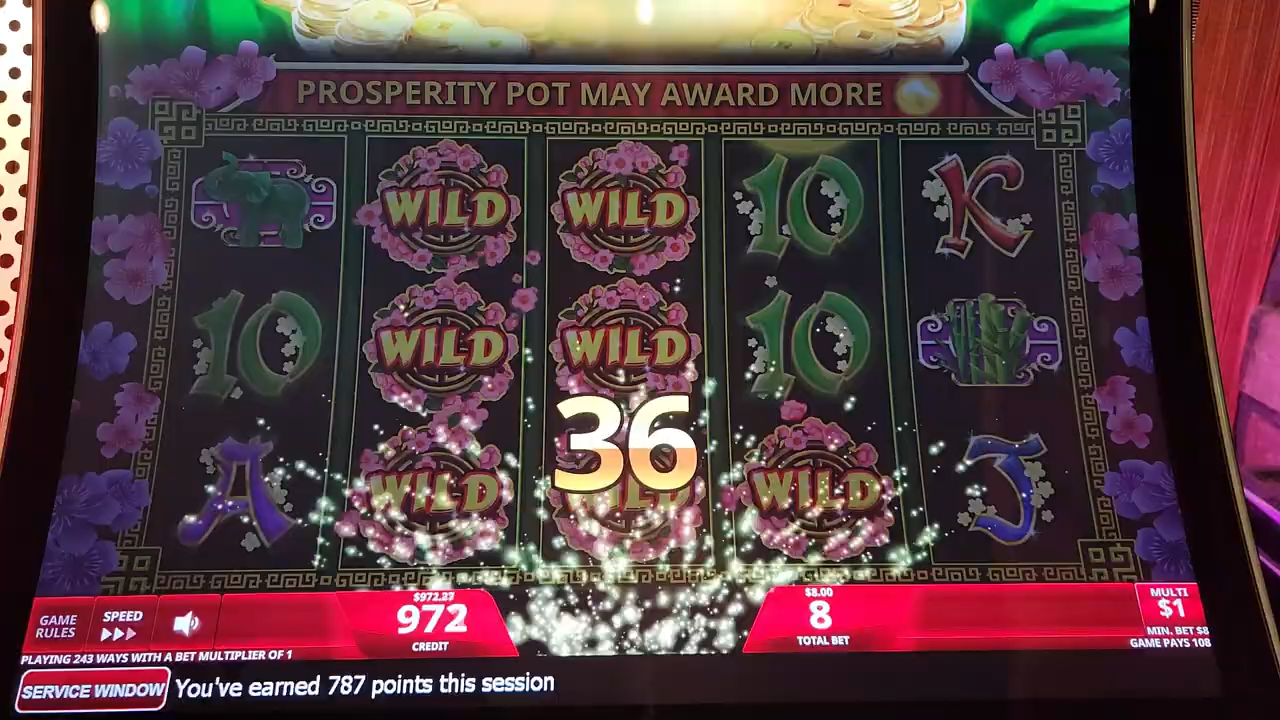 PROSPERITY POT MAY AWARD MORE
WILD WILD 10 K
10 WILD WILD 10
A WILD WILD WILD J
36
GAME RULES
SPEED
$972.27
972
CREDIT
$8.00
8
TOTAL BET
MULTI
$1
MIN. BET $8
GAME PAYS 108
PLAYING 243 WAYS WITH A BET MULTIPLIER OF 1
SERVICE WINDOW You've earned 787 points this session